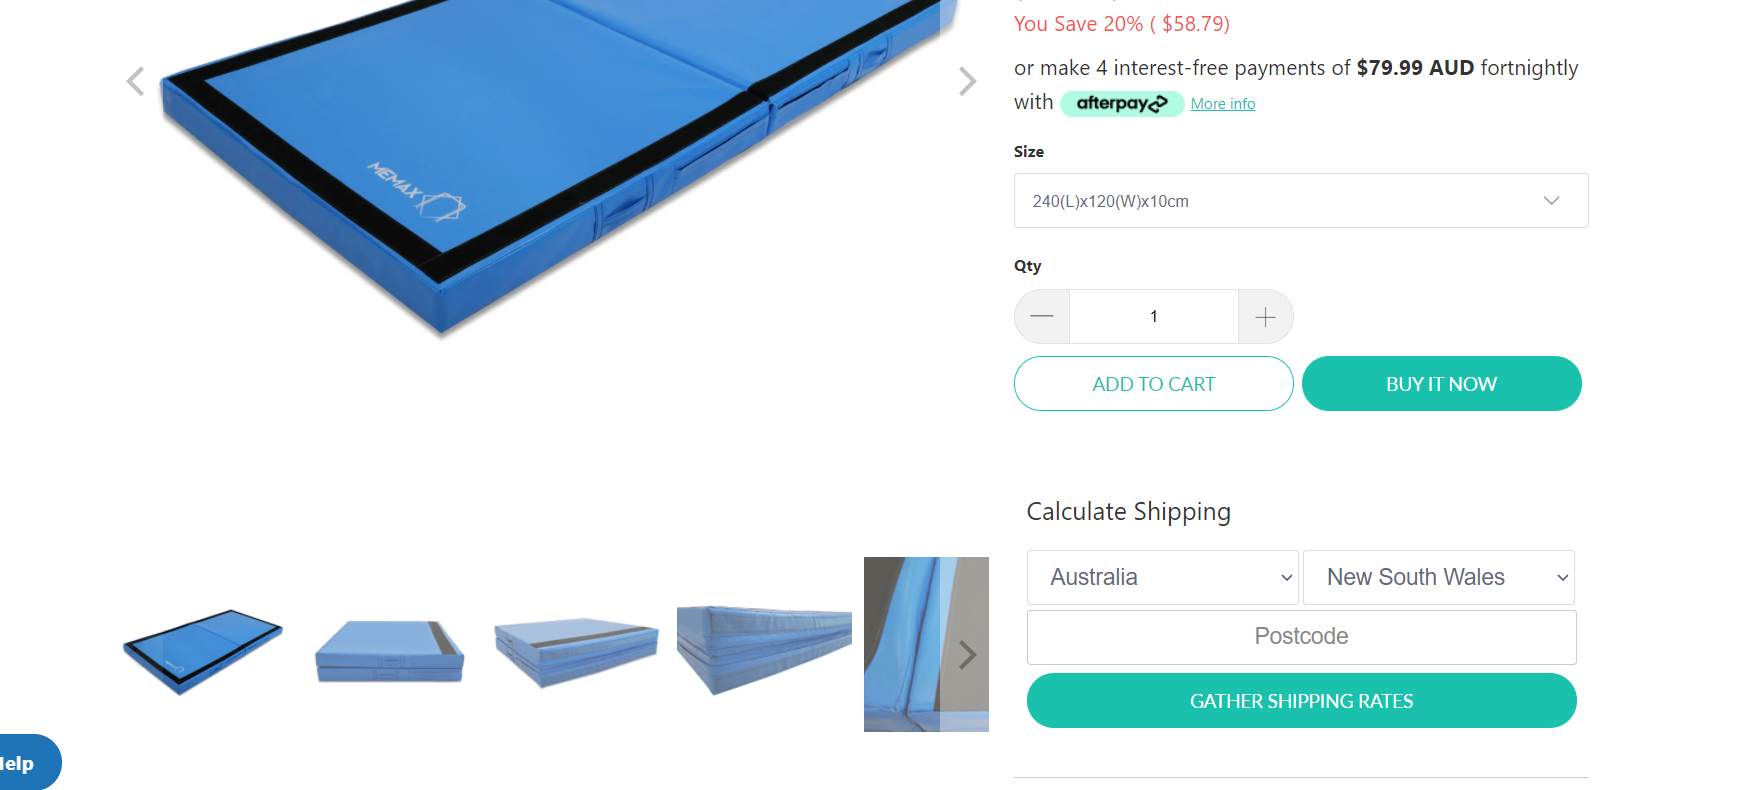 You Save 20% ( $58.79)
or make 4 interest-free payments of $79.99 AUD fortnightly
with afterpay More info
Size
240(L)x120(W)x10cm
Qty
1
ADD TO CART BUY IT NOW
MEMAX
Calculate Shipping
Australia New South Wales
Postcode
GATHER SHIPPING RATES
elp